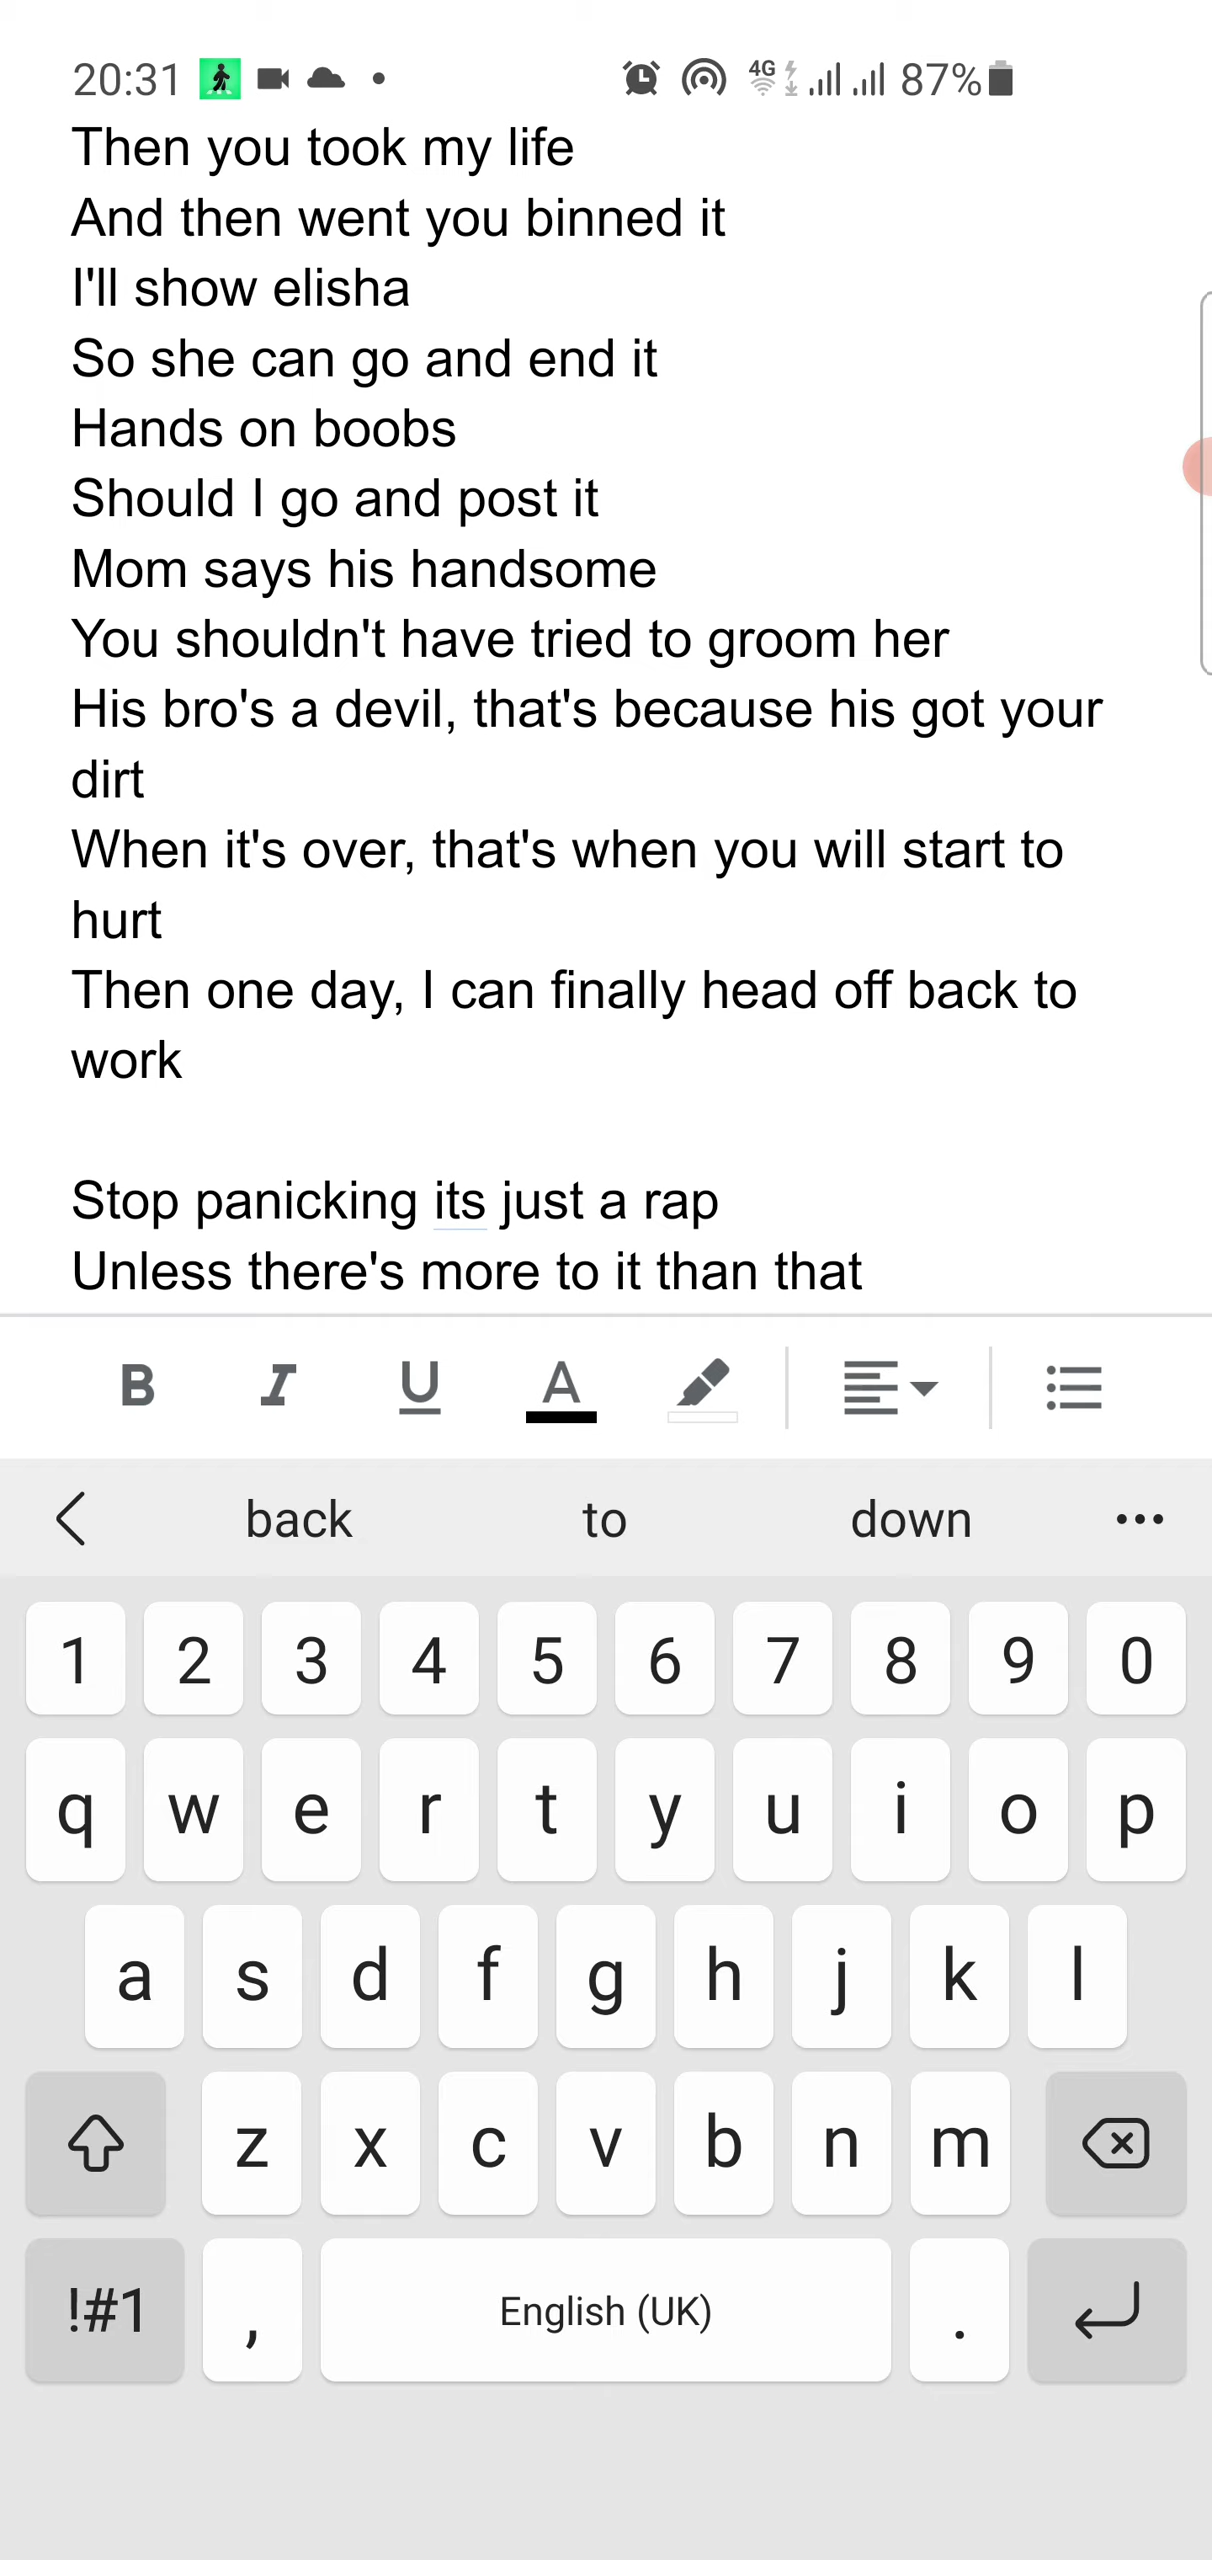 20:31 4G 87%
Then you took my life
And then went you binned it
I'll show elisha
So she can go and end it
Hands on boobs
Should I go and post it
Mom says his handsome
You shouldn't have tried to groom her
His bro's a devil, that's because his got your
dirt
When it's over, that's when you will start to
hurt
Then one day, I can finally head off back to
work
Stop panicking its just a rap
Unless there's more to it than that
B I U A
back to down
1 2 3 4 5 6 7 8 9 0
q w e r t y u i o p
a s d f g h j k l
z x c v b n m
!#1 , English (UK) .